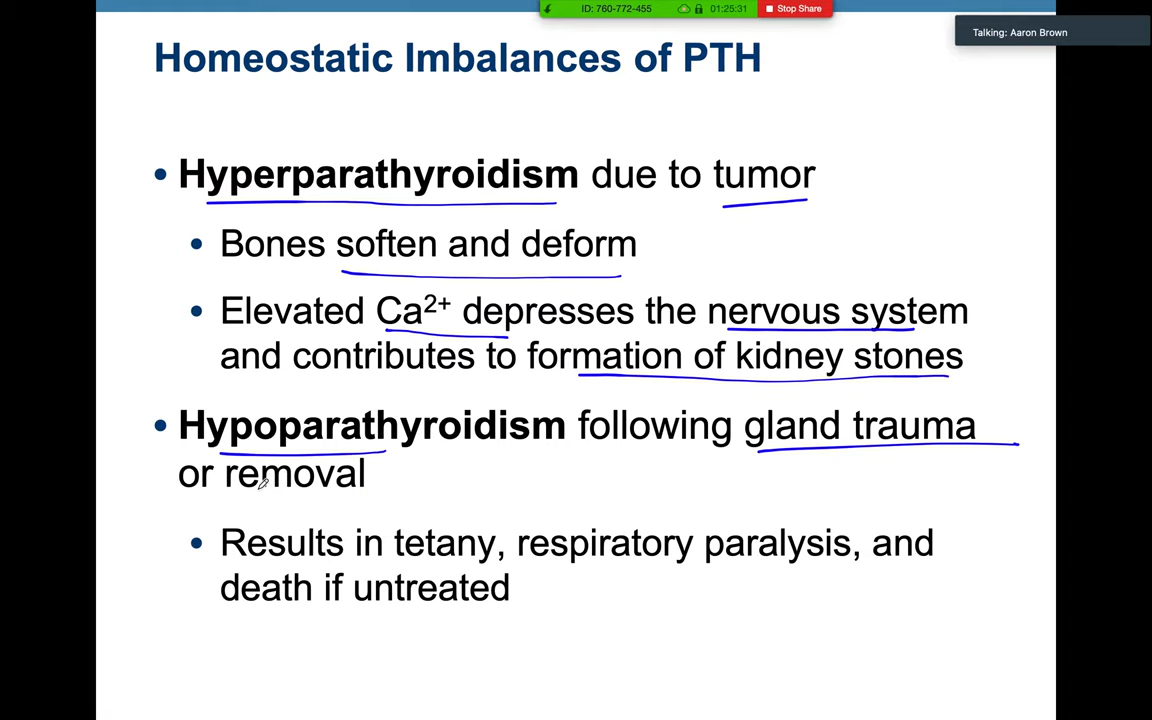 ID: 760-772-455
01:25:31
Stop Share
Talking: Aaron Brown
Homeostatic Imbalances of PTH
• Hyperparathyroidism due to tumor
• Bones soften and deform
• Elevated Ca²⁺ depresses the nervous system
and contributes to formation of kidney stones
• Hypoparathyroidism following gland trauma
or removal
• Results in tetany, respiratory paralysis, and
death if untreated